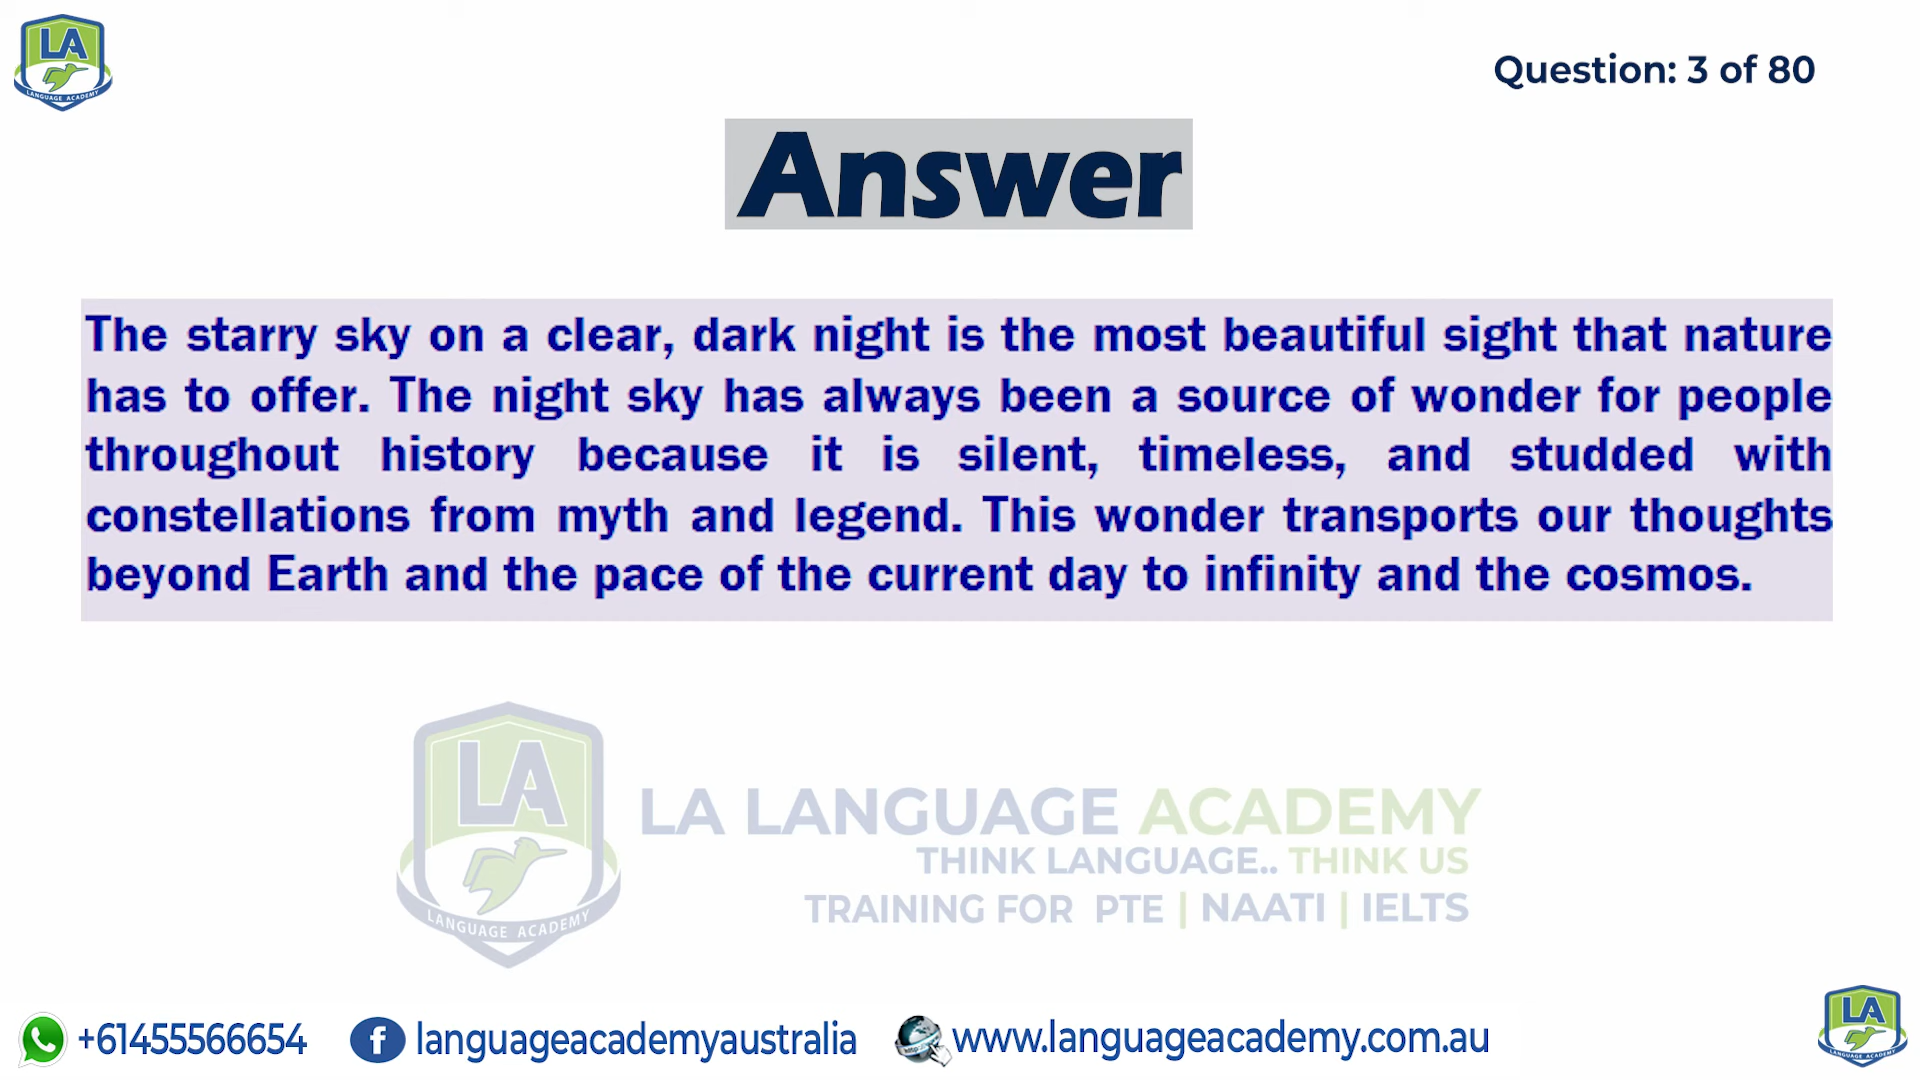 LA
LANGUAGE ACADEMY
Question: 3 of 80
Answer
The starry sky on a clear, dark night is the most beautiful sight that nature
has to offer. The night sky has always been a source of wonder for people
throughout history because it is silent, timeless, and studded with
constellations from myth and legend. This wonder transports our thoughts
beyond Earth and the pace of the current day to infinity and the cosmos.
LA
LANGUAGE ACADEMY
LA LANGUAGE ACADEMY
THINK LANGUAGE.. THINK US
TRAINING FOR PTE | NAATI | IELTS
+61455566654
languageacademyaustralia
www.languageacademy.com.au
LA
LANGUAGE ACADEMY